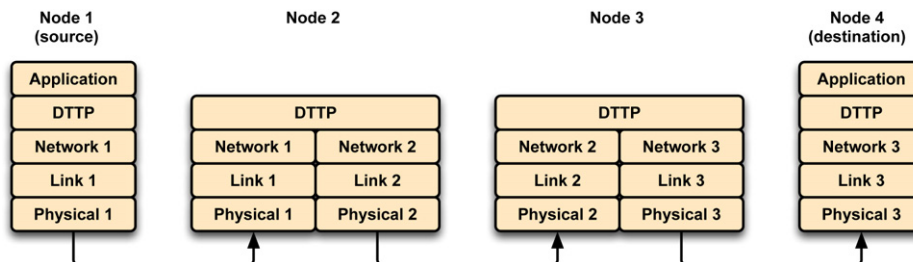 Node 1
(source)
Node 2
Node 3
Node 4
(destination)
Application
DTTP
Network 1
Link 1
Physical 1
DTTP
Network 1 Network 2
Link 1 Link 2
Physical 1 Physical 2
DTTP
Network 2 Network 3
Link 2 Link 3
Physical 2 Physical 3
Application
DTTP
Network 3
Link 3
Physical 3